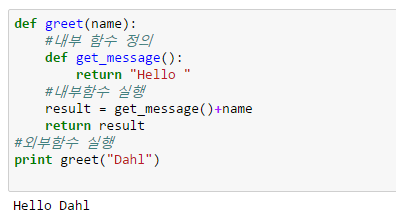 def greet(name):
    #내부 함수 정의
    def get_message():
        return "Hello "
    #내부함수 실행
    result = get_message()+name
    return result
#외부함수 실행
print greet("Dahl")
Hello Dahl